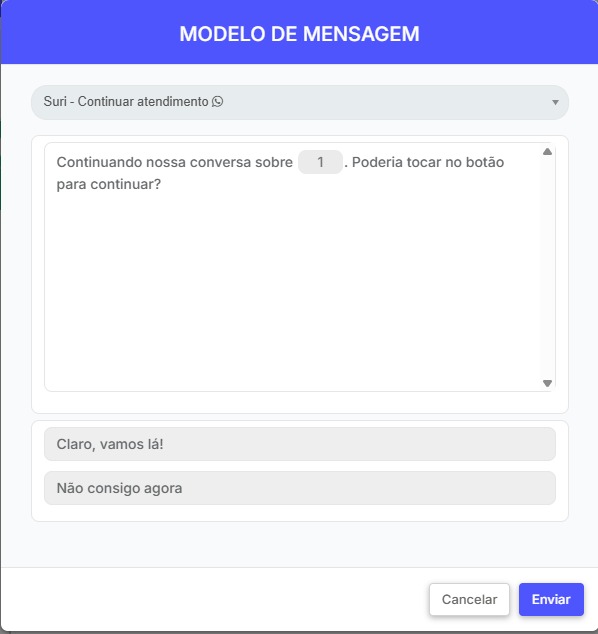 MODELO DE MENSAGEM
Suri - Continuar atendimento
Continuando nossa conversa sobre 1 . Poderia tocar no botão
para continuar?
Claro, vamos lá!
Não consigo agora
Cancelar Enviar